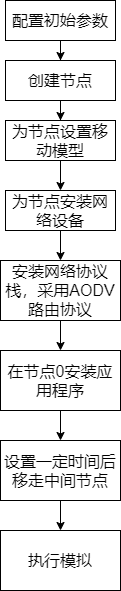 配置初始参数
创建节点
为节点设置移
动模型
为节点安装网
络设备
安装网络协议
栈，采用AODV
路由协议
在节点0安装应
用程序
设置一定时间后
移走中间节点
执行模拟